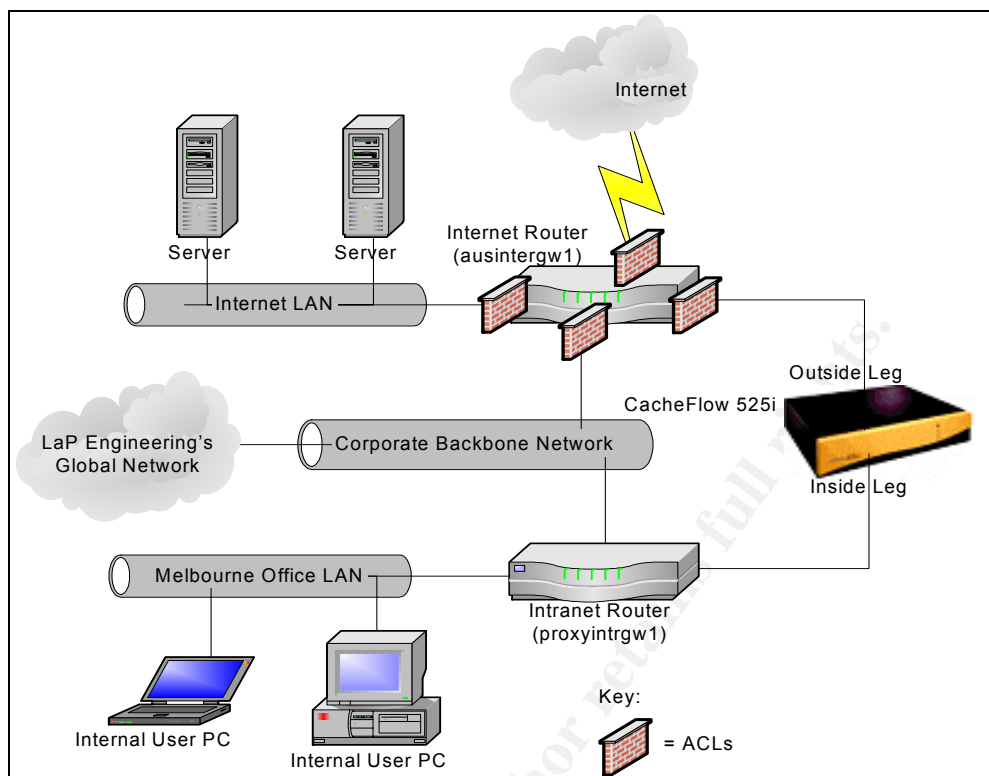 Internet
Internet Router
(ausintergw1)
Server
Server
Internet LAN
Outside Leg
CacheFlow 525i
LaP Engineering's
Global Network
Corporate Backbone Network
Inside Leg
Melbourne Office LAN
Intranet Router
(proxyintrgw1)
Internal User PC
Internal User PC
Key:
= ACLs